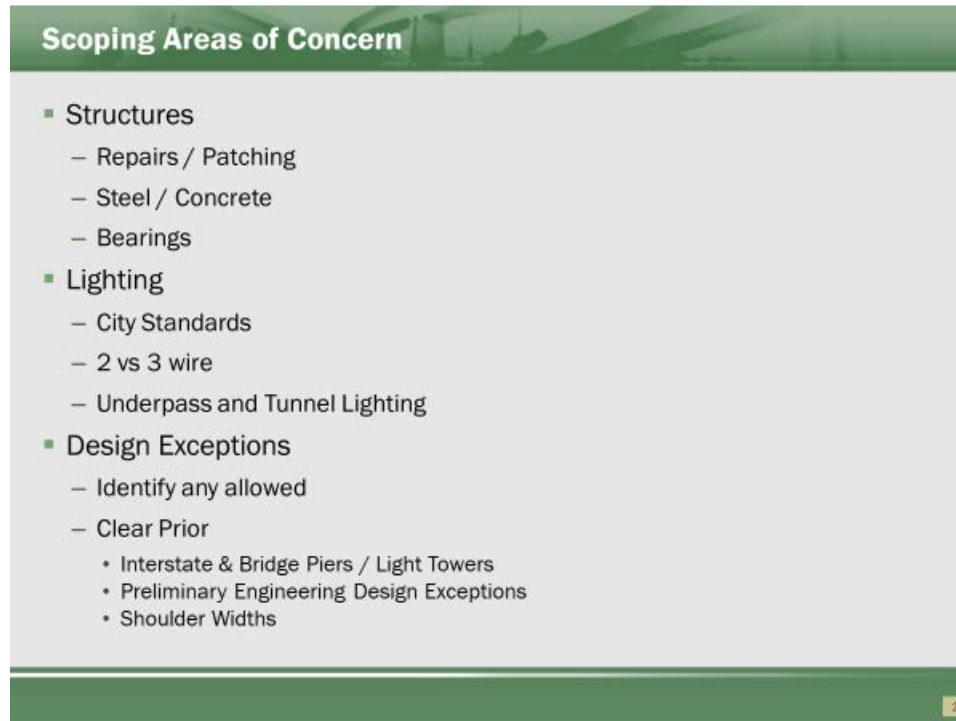 Scoping Areas of Concern
▪ Structures
– Repairs / Patching
– Steel / Concrete
– Bearings
▪ Lighting
– City Standards
– 2 vs 3 wire
– Underpass and Tunnel Lighting
▪ Design Exceptions
– Identify any allowed
– Clear Prior
• Interstate & Bridge Piers / Light Towers
• Preliminary Engineering Design Exceptions
• Shoulder Widths